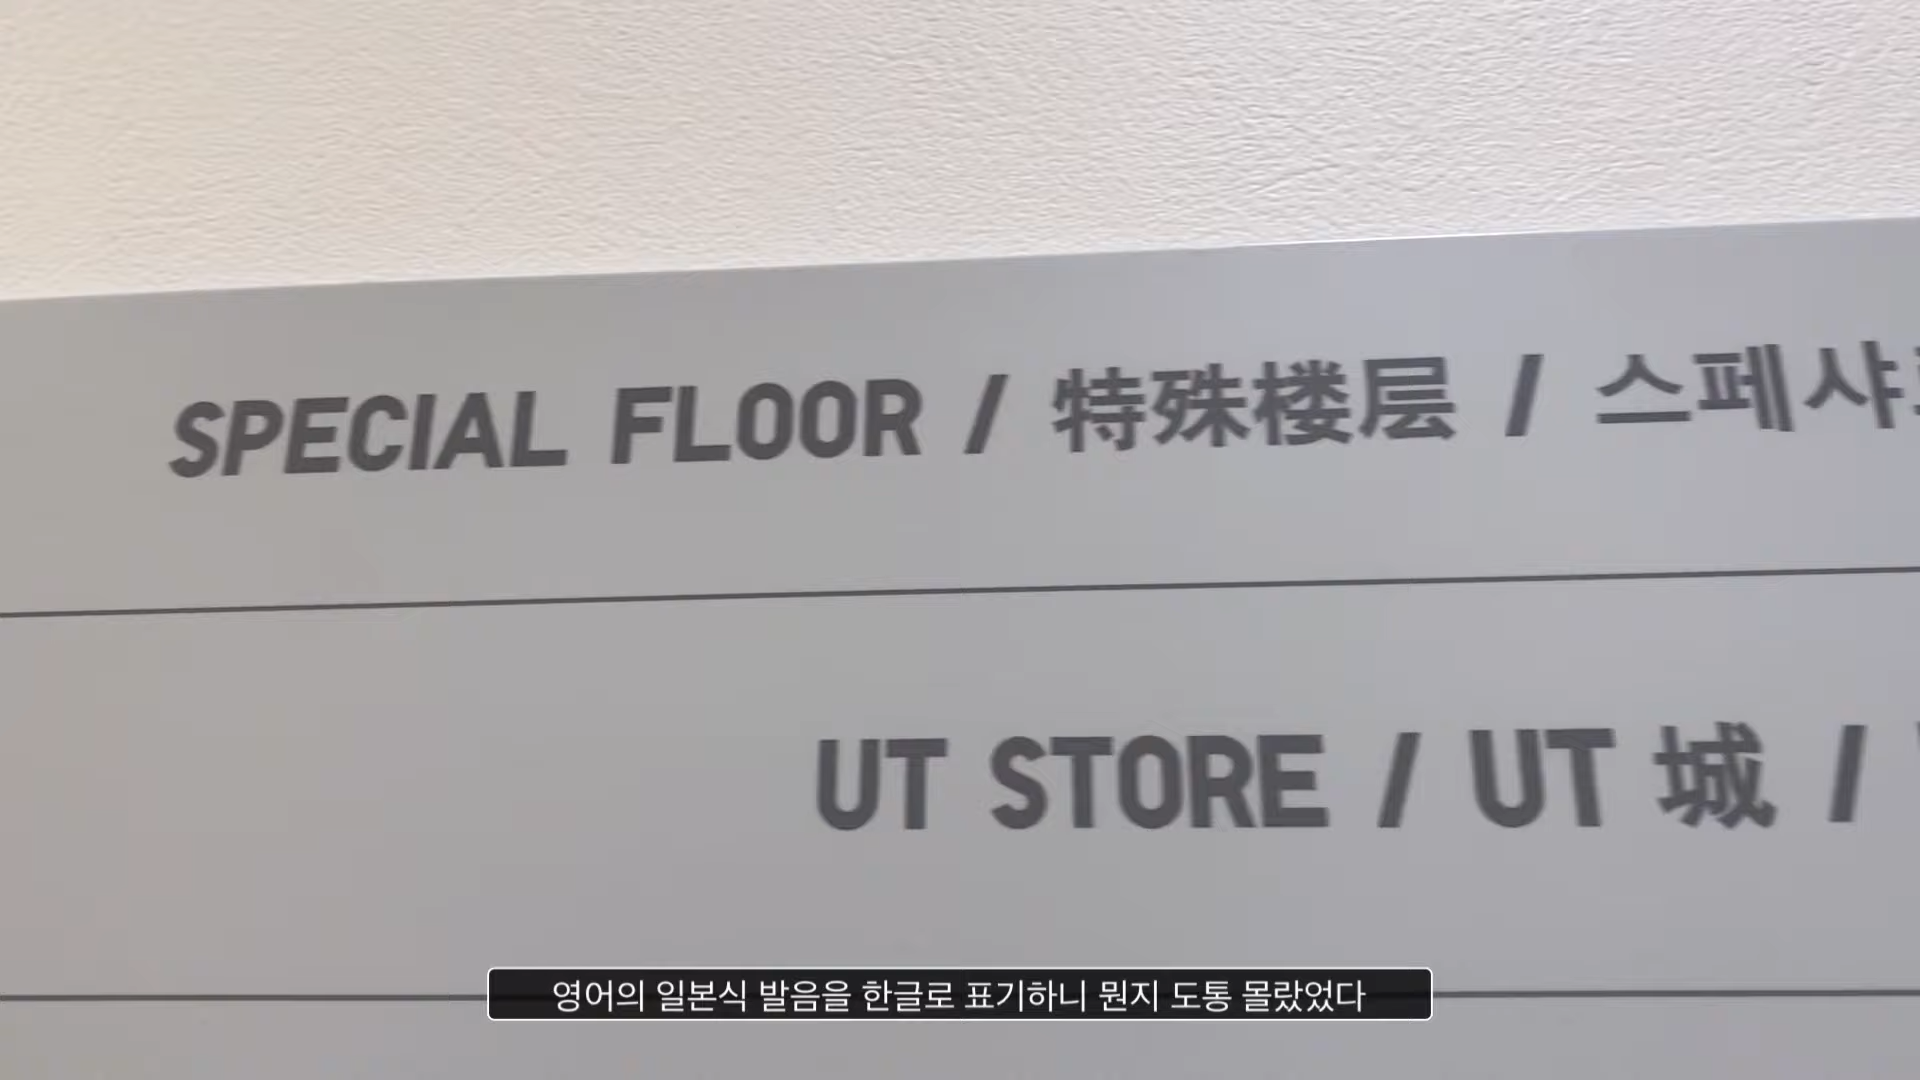 SPECIAL FLOOR / 特殊楼层 / 스페샤
UT STORE / UT 城 /
영어의 일본식 발음을 한글로 표기하니 뭔지 도통 몰랐었다